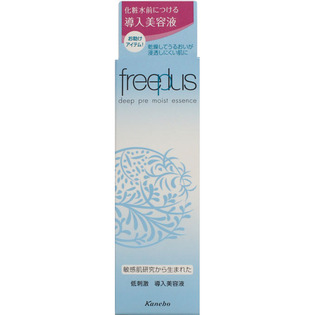 化粧水前につける
導入美容液
お助け
アイテム!
乾燥してうるおいが
浸透しにくい肌に
freeplus
deep pre moist essence
敏感肌研究から生まれた
低刺激 導入美容液
Kanebo